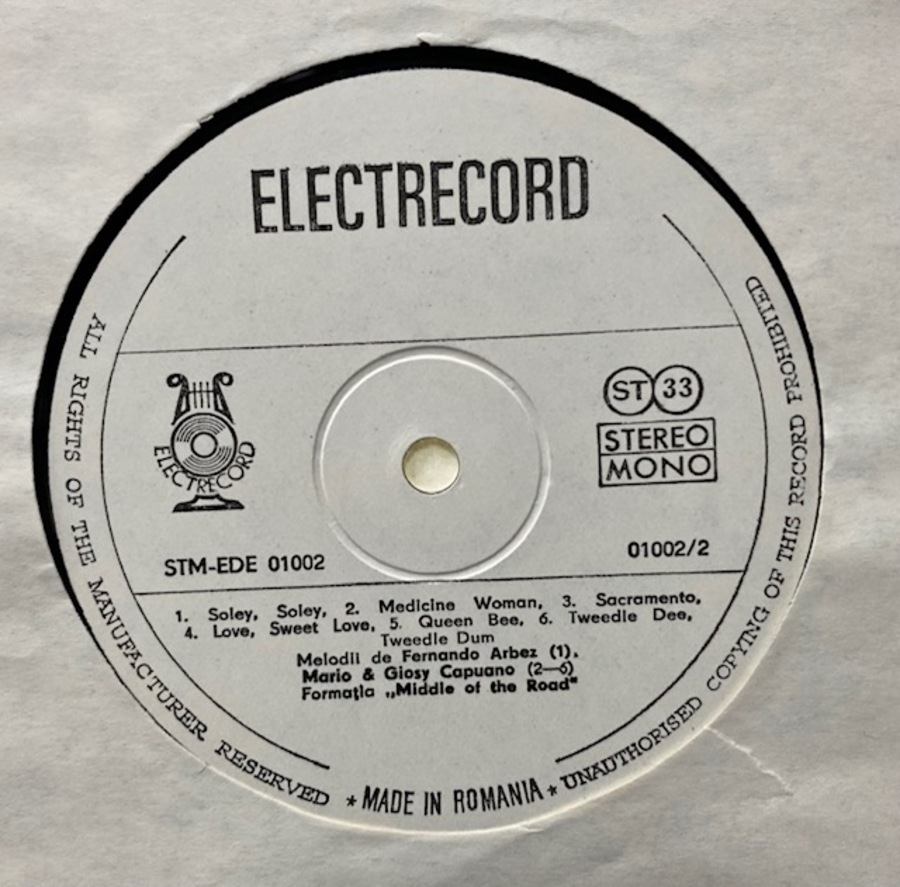 ELECTRECORD
ST 33
STEREO
MONO
ELECTRECORD
STM-EDE 01002
01002/2
1. Soley, Soley, 2. Medicine Woman, 3. Sacramento,
4. Love, Sweet Love, 5. Queen Bee, 6. Tweedle Dee,
Tweedle Dum
Melodii de Fernando Arbez (1).
Mario & Giosy Capuano (2—6)
Formaţia „Middle of the Road"
ALL RIGHTS OF THE MANUFACTURER RESERVED * MADE IN ROMANIA * UNAUTHORISED COPYING OF THIS RECORD PROHIBITED